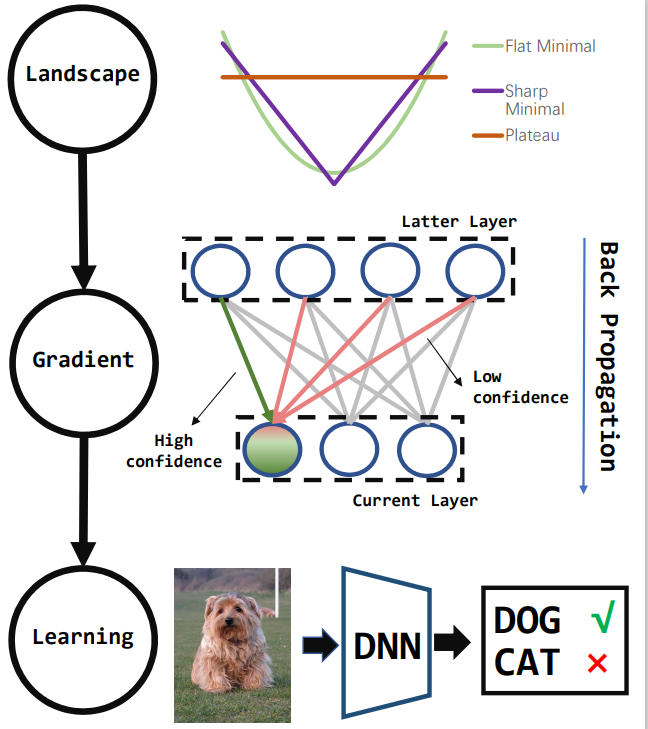 Landscape
Flat Minimal
Sharp
Minimal
Plateau
Latter Layer
Back Propagation
Gradient
Low
confidence
High
confidence
Current Layer
Learning
DNN
DOG √
CAT ×